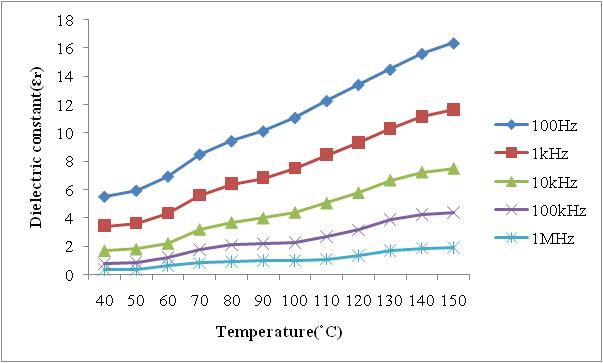 Dielectric constant(εr)
18
16
14
12
10
8
6
4
2
0
40 50 60 70 80 90 100 110 120 130 140 150
Temperature(˚C)
100Hz
1kHz
10kHz
100kHz
1MHz